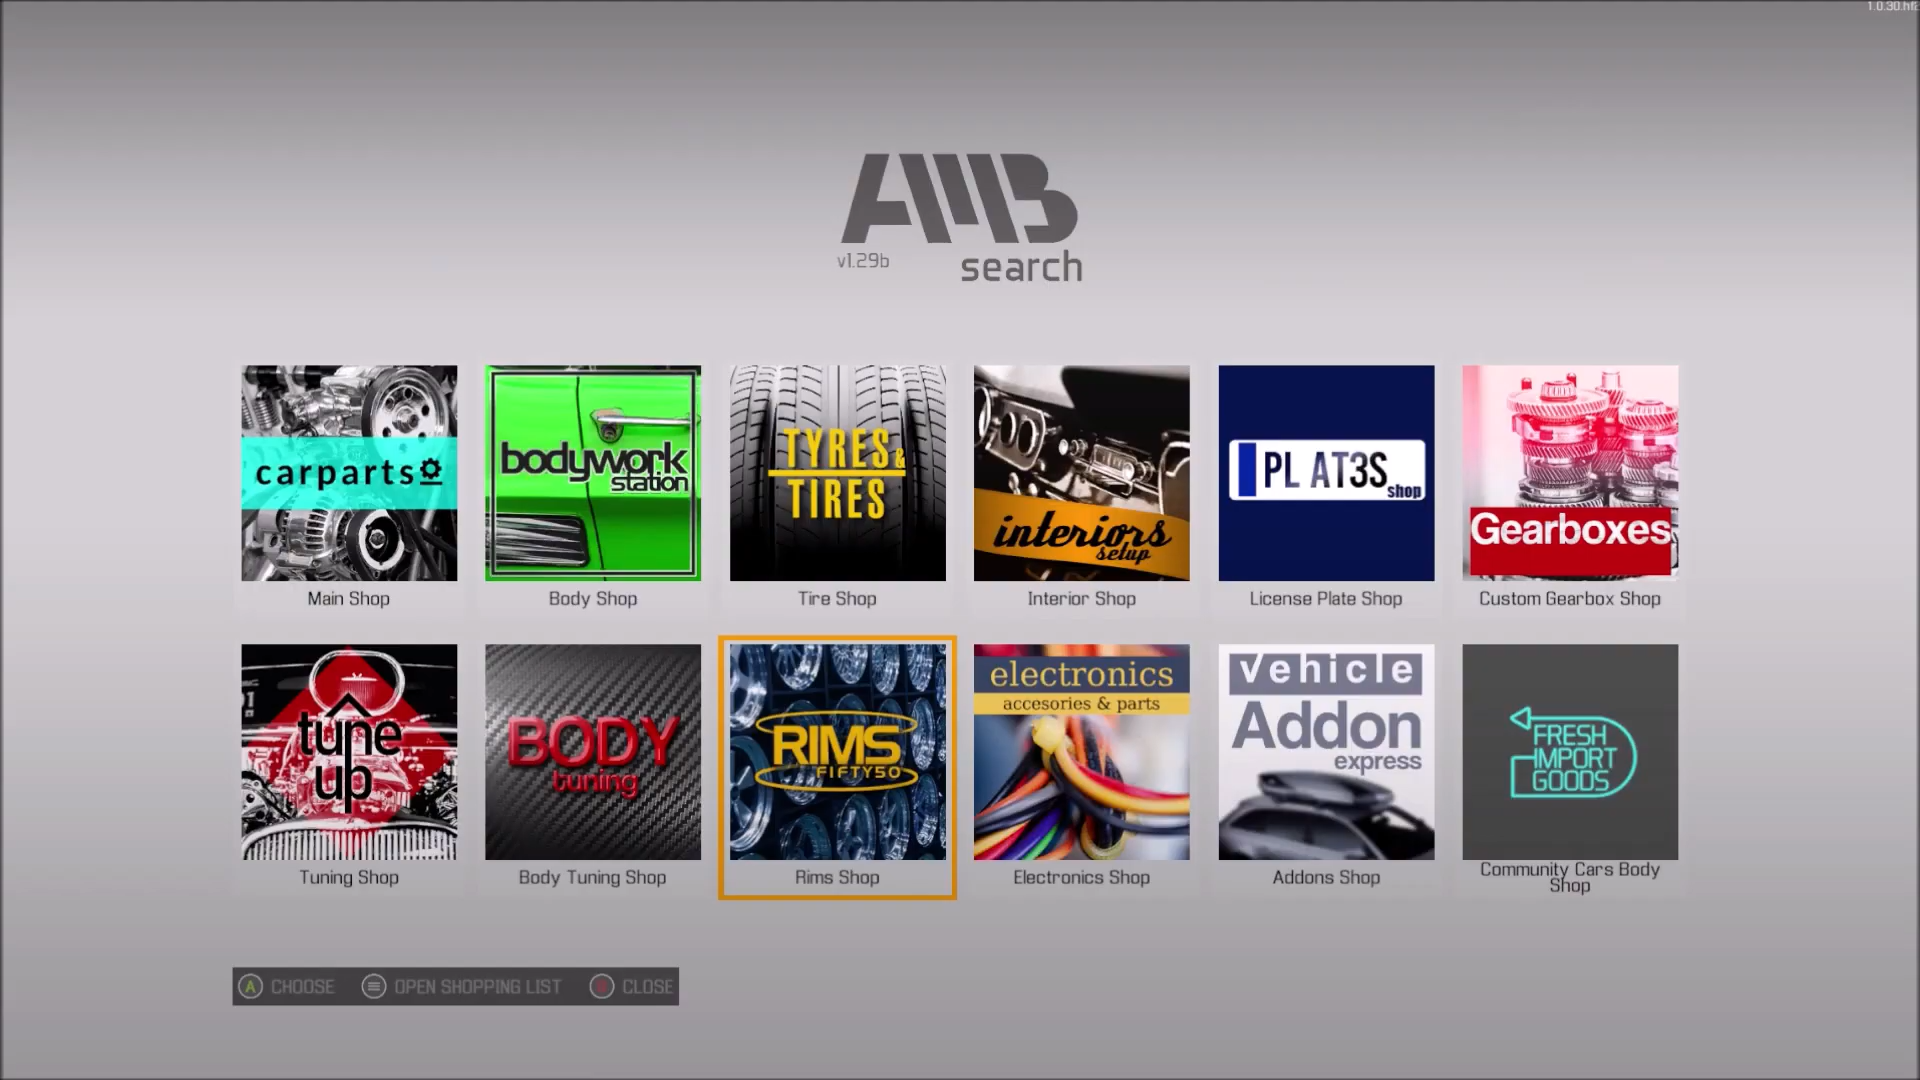 1.0.30.hf2
AMB
v1.29b
search
carparts
bodywork
station
TYRES &
TIRES
interiors
setup
PL AT3S
shop
Gearboxes
Main Shop
Body Shop
Tire Shop
Interior Shop
License Plate Shop
Custom Gearbox Shop
tune
up
BODY
tuning
RIMS
FIFTY50
electronics
accesories & parts
vehicle
Addon
express
FRESH
IMPORT
GOODS
Tuning Shop
Body Tuning Shop
Rims Shop
Electronics Shop
Addons Shop
Community Cars Body
Shop
A CHOOSE OPEN SHOPPING LIST CLOSE